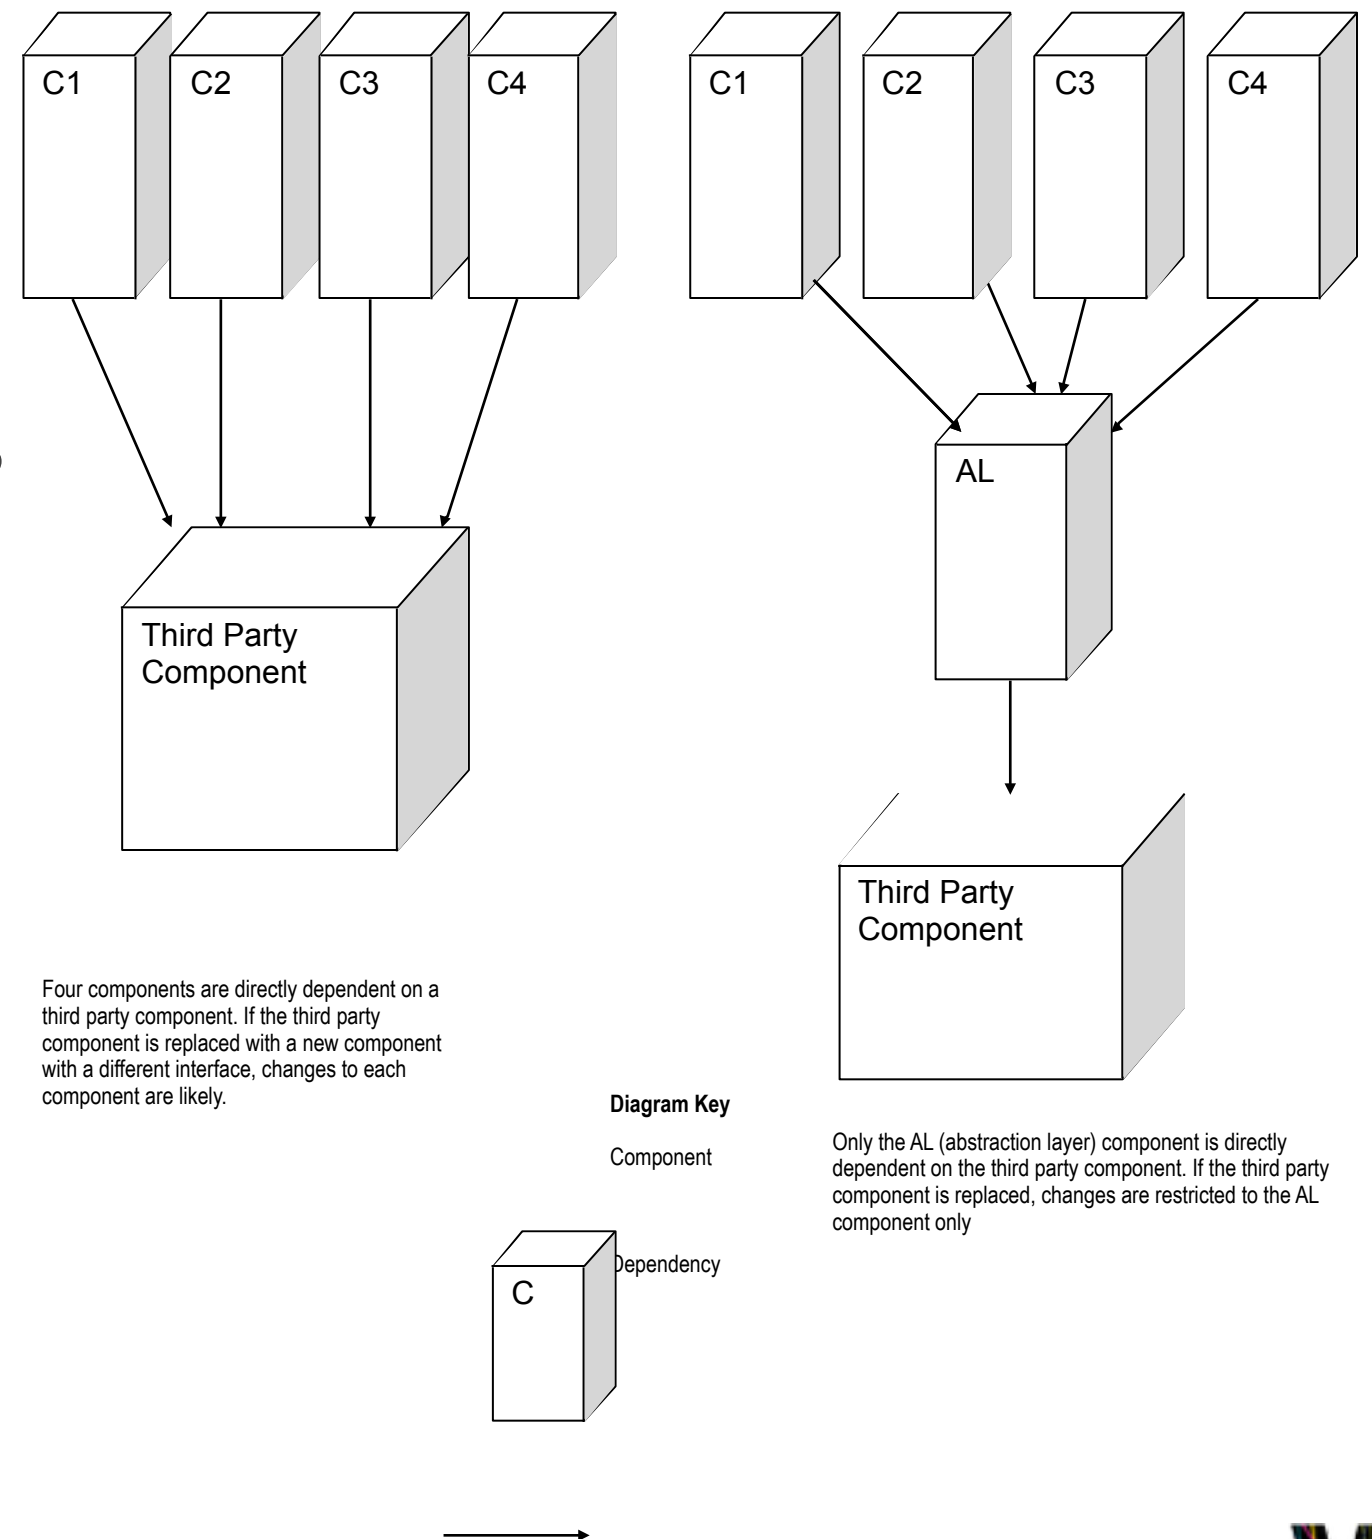 C1
C2
C3
C4
C1
C2
C3
C4
AL
Third Party
Component
Third Party
Component
Four components are directly dependent on a
third party component. If the third party
component is replaced with a new component
with a different interface, changes to each
component are likely.
Diagram Key
Component
Dependency
C
Only the AL (abstraction layer) component is directly
dependent on the third party component. If the third party
component is replaced, changes are restricted to the AL
component only